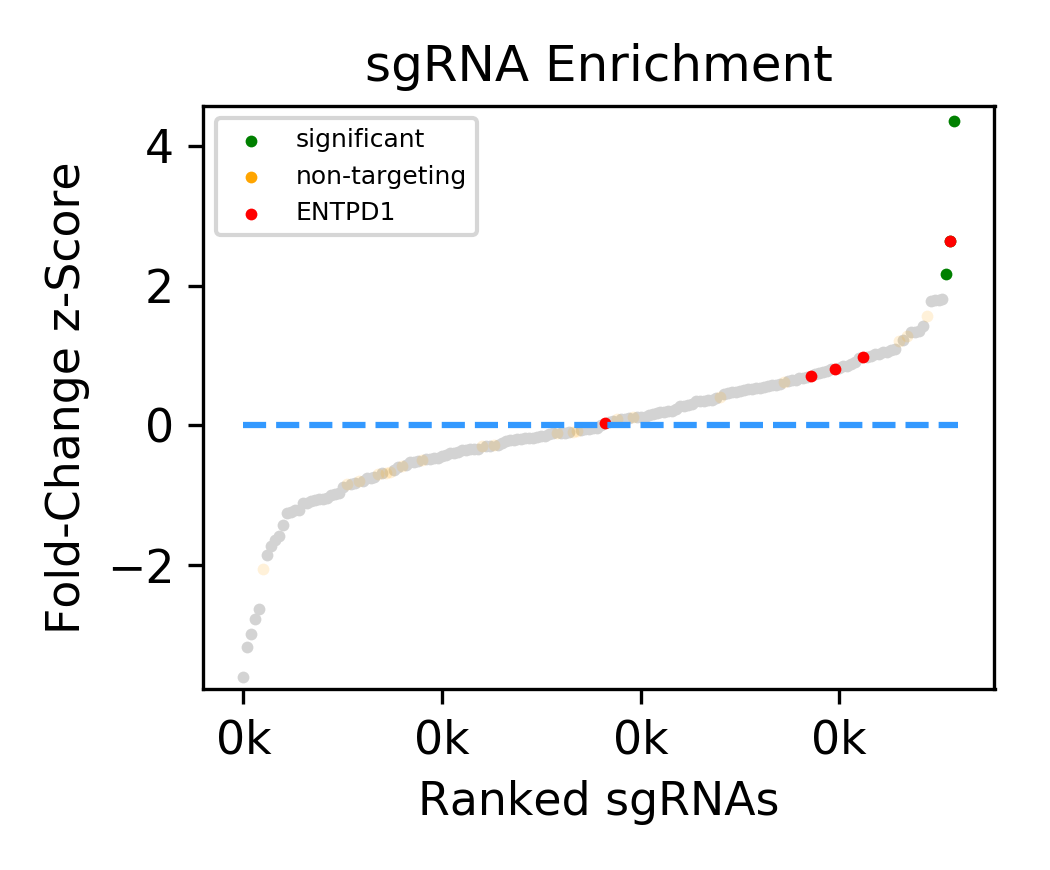 sgRNA Enrichment
significant
non-targeting
ENTPD1
Fold-Change z-Score
4
2
0
−2
0k 0k 0k 0k
Ranked sgRNAs